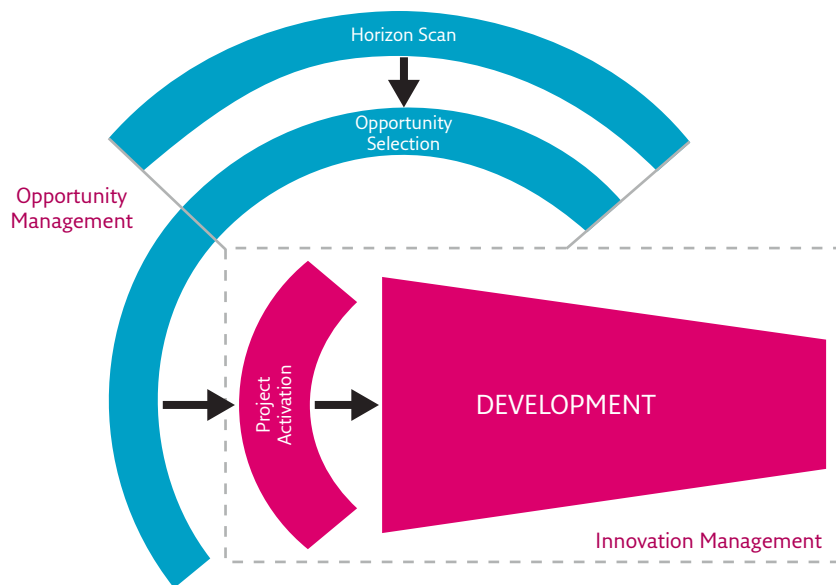 Horizon Scan
Opportunity
Selection
Opportunity
Management
Project
Activation
DEVELOPMENT
Innovation Management